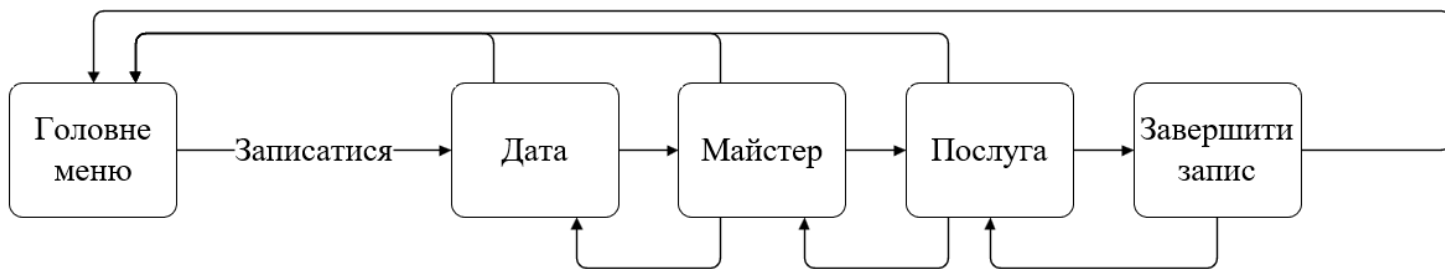 Головне
меню
Записатися
Дата
Майстер
Послуга
Завершити
запис